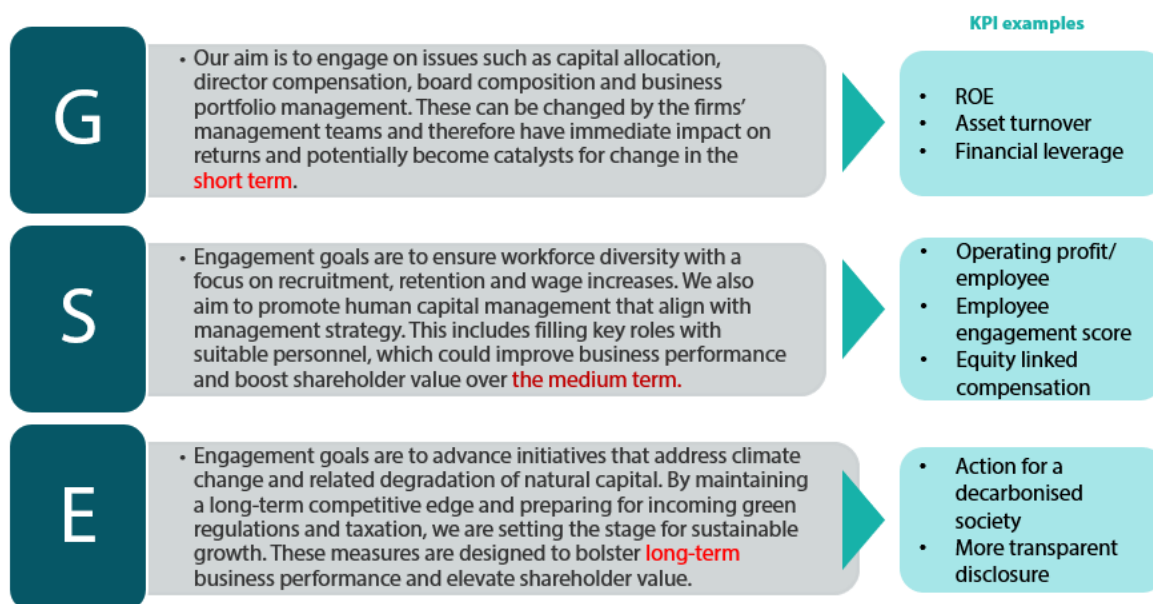 KPI examples
G
• Our aim is to engage on issues such as capital allocation,
director compensation, board composition and business
portfolio management. These can be changed by the firms'
management teams and therefore have immediate impact on
returns and potentially become catalysts for change in the
short term.
• ROE
• Asset turnover
• Financial leverage
S
• Engagement goals are to ensure workforce diversity with a
focus on recruitment, retention and wage increases. We also
aim to promote human capital management that align with
management strategy. This includes filling key roles with
suitable personnel, which could improve business performance
and boost shareholder value over the medium term.
• Operating profit/
employee
• Employee
engagement score
• Equity linked
compensation
E
• Engagement goals are to advance initiatives that address climate
change and related degradation of natural capital. By maintaining
a long-term competitive edge and preparing for incoming green
regulations and taxation, we are setting the stage for sustainable
growth. These measures are designed to bolster long-term
business performance and elevate shareholder value.
• Action for a
decarbonised
society
• More transparent
disclosure